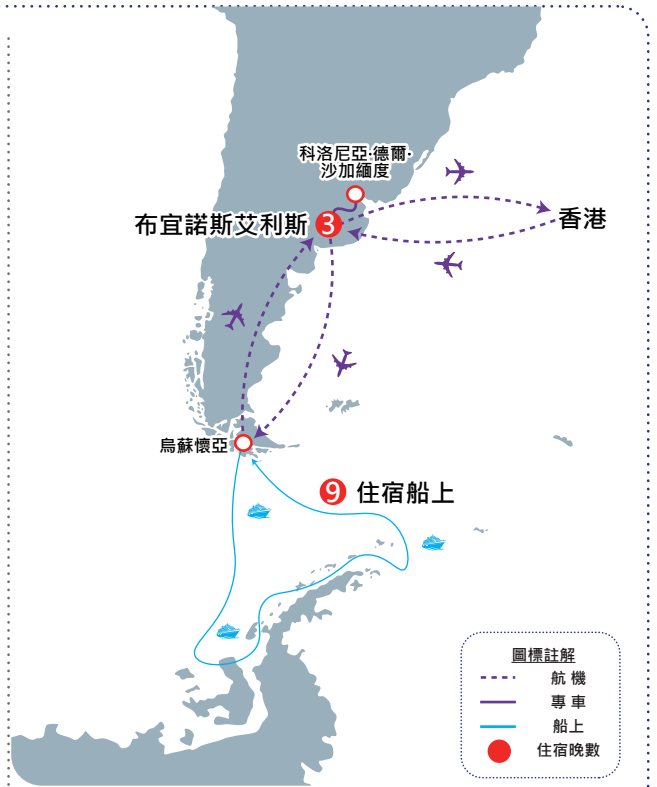 科洛尼亞·德爾·
沙加緬度
布宜諾斯艾利斯 3
香港
烏蘇懷亞
9 住宿船上
圖標註解
航機
專車
船上
住宿晚數